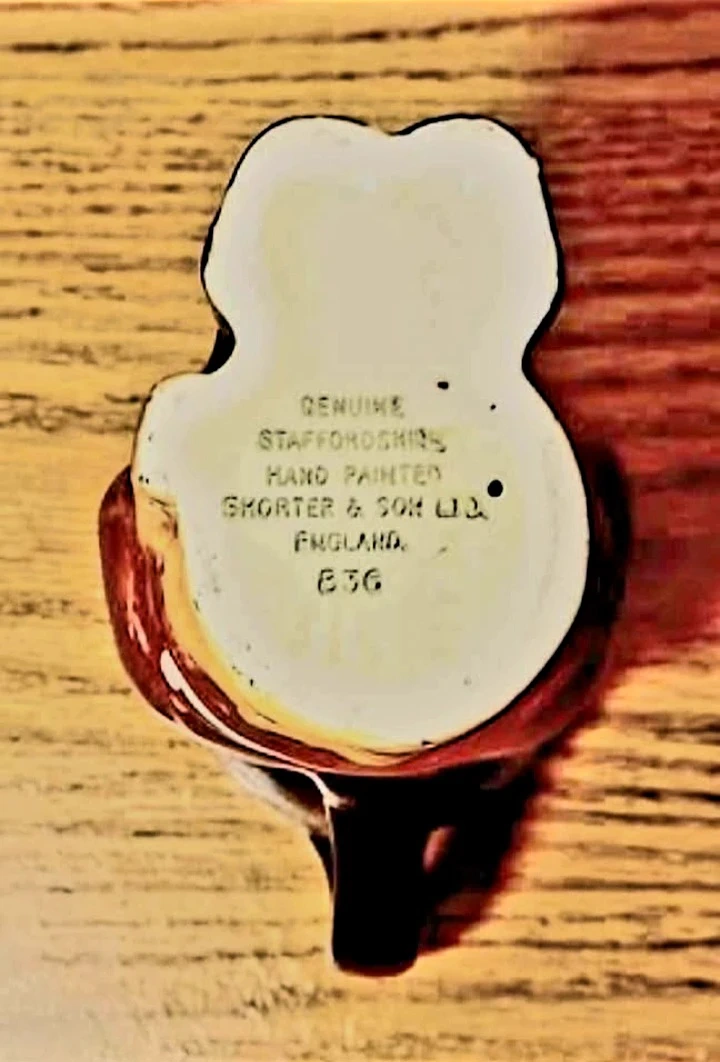 GENUINE
STAFFORDSHIRE
HAND PAINTED
SHORTER & SON LTD.
ENGLAND.
836